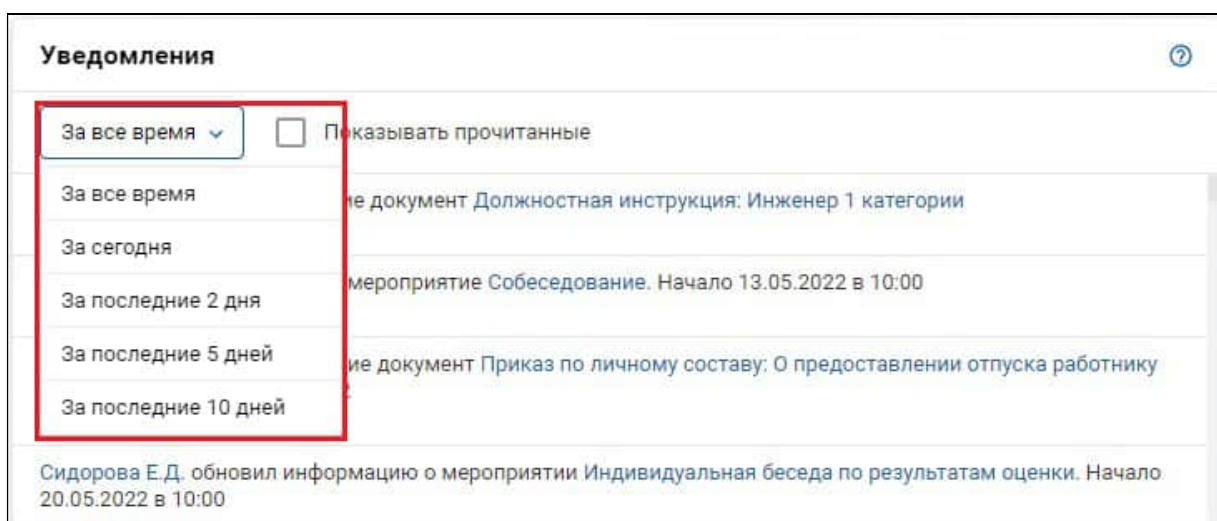 Уведомления
За все время Показывать прочитанные
За все время
документ Должностная инструкция: Инженер 1 категории
За сегодня
мероприятие Собеседование. Начало 13.05.2022 в 10:00
За последние 2 дня
За последние 5 дней
документ Приказ по личному составу: О предоставлении отпуска работнику
За последние 10 дней
Сидорова Е.Д. обновил информацию о мероприятии Индивидуальная беседа по результатам оценки. Начало
20.05.2022 в 10:00